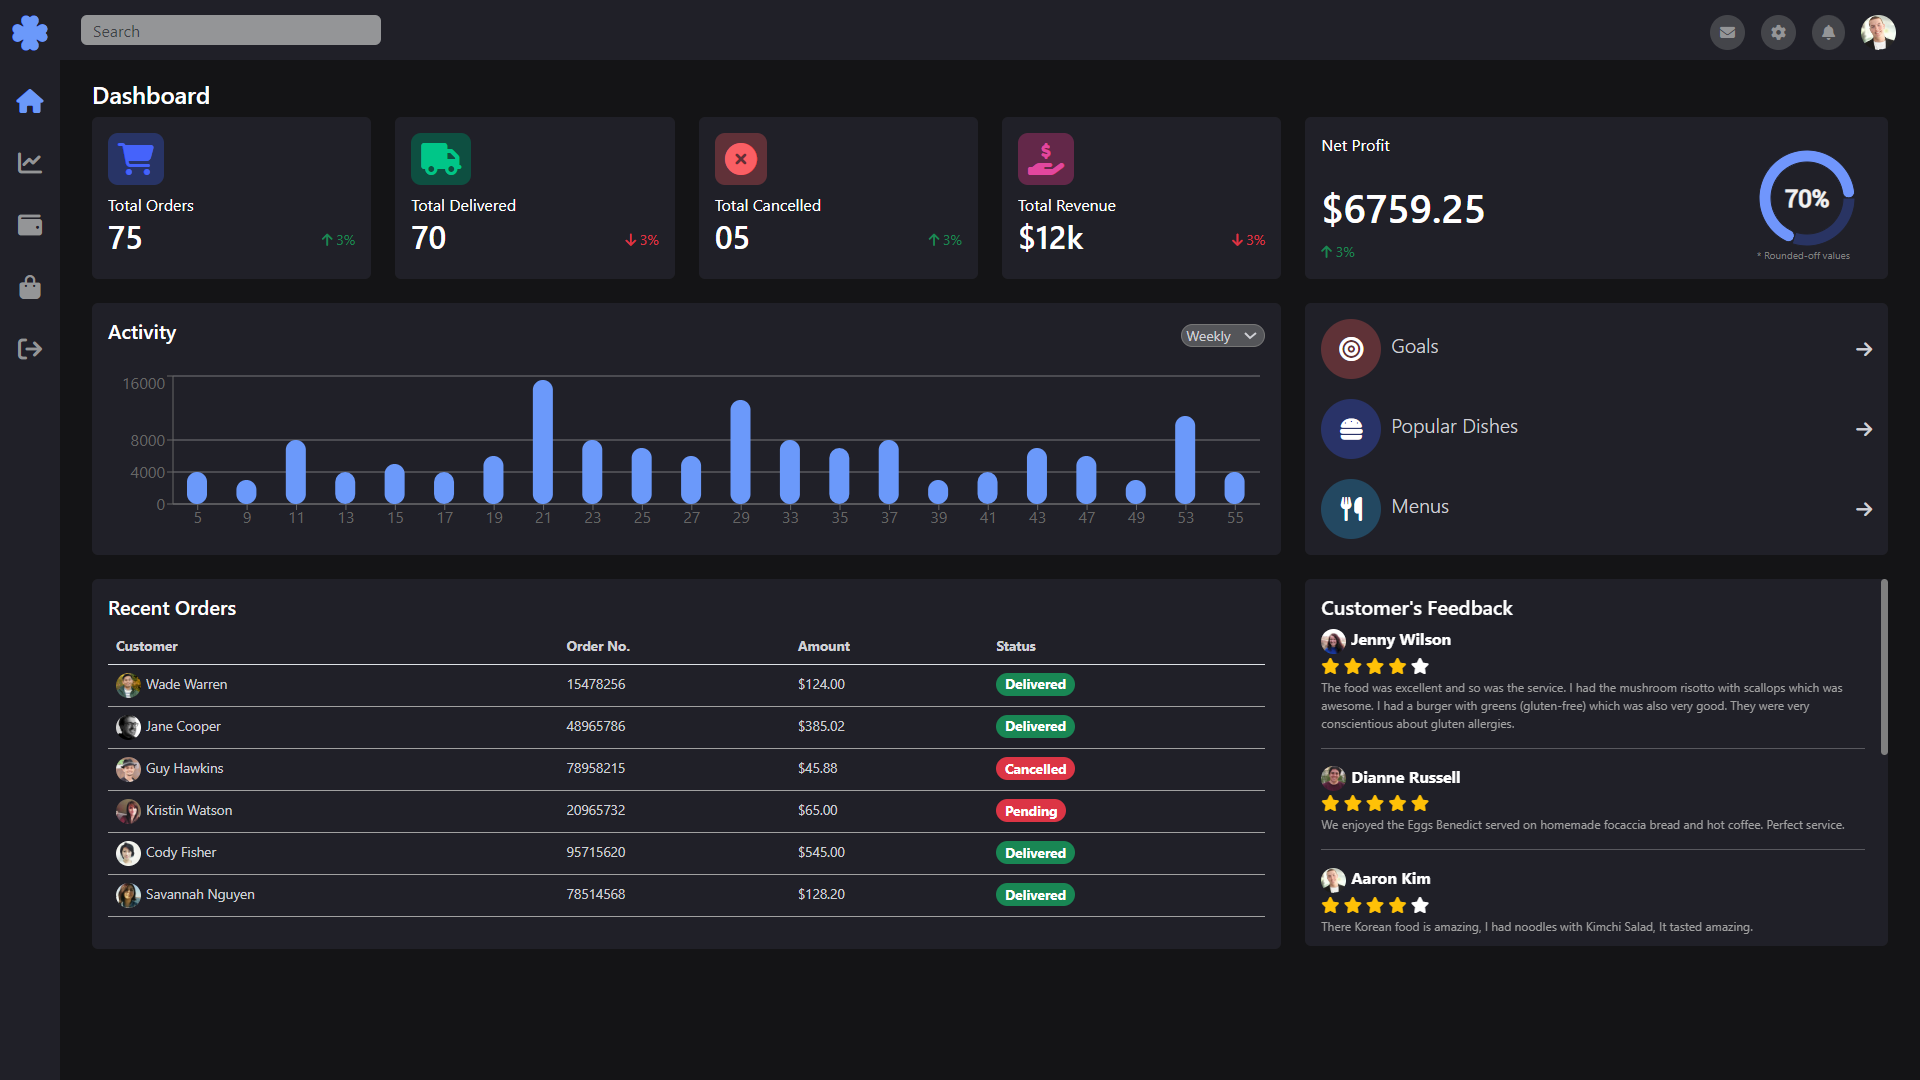 Search
Dashboard
Total Orders
75
3%
Total Delivered
70
3%
Total Cancelled
05
3%
Total Revenue
$12k
3%
Net Profit
$6759.25
3%
70%
* Rounded-off values
Activity
Weekly
16000
8000
4000
0
5 9 11 13 15 17 19 21 23 25 27 29 33 35 37 39 41 43 47 49 53 55
Goals
Popular Dishes
Menus
Recent Orders
Customer Order No. Amount Status
Wade Warren 15478256 $124.00 Delivered
Jane Cooper 48965786 $385.02 Delivered
Guy Hawkins 78958215 $45.88 Cancelled
Kristin Watson 20965732 $65.00 Pending
Cody Fisher 95715620 $545.00 Delivered
Savannah Nguyen 78514568 $128.20 Delivered
Customer's Feedback
Jenny Wilson
The food was excellent and so was the service. I had the mushroom risotto with scallops which was
awesome. I had a burger with greens (gluten-free) which was also very good. They were very
conscientious about gluten allergies.
Dianne Russell
We enjoyed the Eggs Benedict served on homemade focaccia bread and hot coffee. Perfect service.
Aaron Kim
There Korean food is amazing, I had noodles with Kimchi Salad, It tasted amazing.